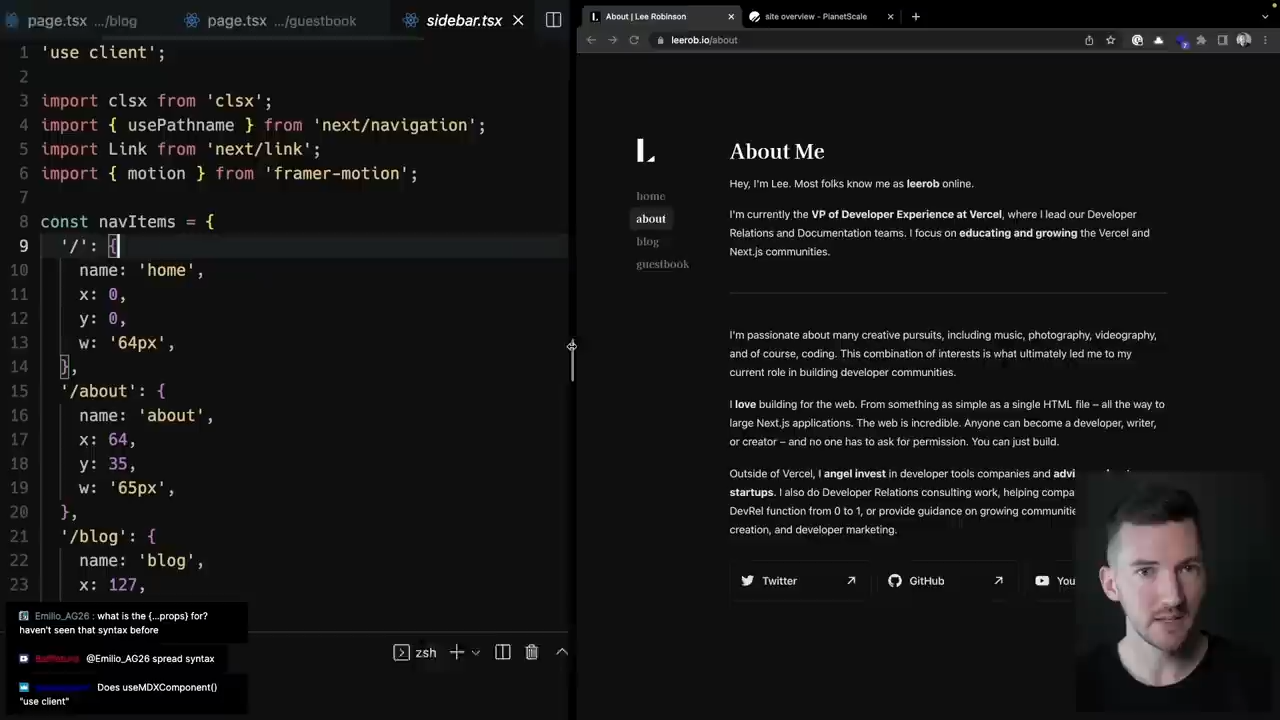 page.tsx .../blog
page.tsx .../guestbook
sidebar.tsx
1 'use client';
2
3 import clsx from 'clsx';
4 import { usePathname } from 'next/navigation';
5 import Link from 'next/link';
6 import { motion } from 'framer-motion';
7
8 const navItems = {
9 '/': {
10 name: 'home',
11 x: 0,
12 y: 0,
13 w: '64px',
14 },
15 '/about': {
16 name: 'about',
17 x: 64,
18 y: 35,
19 w: '65px',
20 },
21 '/blog': {
22 name: 'blog',
23 x: 127,
Emilio_AG26 : what is the {...props} for?
haven't seen that syntax before
@Emilio_AG26 spread syntax
Does useMDXComponent()
"use client"
zsh
About | Lee Robinson
site overview – PlanetScale
leerob.io/about
home
about
blog
guestbook
About Me
Hey, I'm Lee. Most folks know me as leerob online.
I'm currently the VP of Developer Experience at Vercel, where I lead our Developer
Relations and Documentation teams. I focus on educating and growing the Vercel and
Next.js communities.
I'm passionate about many creative pursuits, including music, photography, videography,
and of course, coding. This combination of interests is what ultimately led me to my
current role in building developer communities.
I love building for the web. From something as simple as a single HTML file – all the way to
large Next.js applications. The web is incredible. Anyone can become a developer, writer,
or creator – and no one has to ask for permission. You can just build.
Outside of Vercel, I angel invest in developer tools companies and
startups. I also do Developer Relations consulting work, helping
DevRel function from 0 to 1, or provide guidance on growing
creation, and developer marketing.
Twitter
GitHub
You